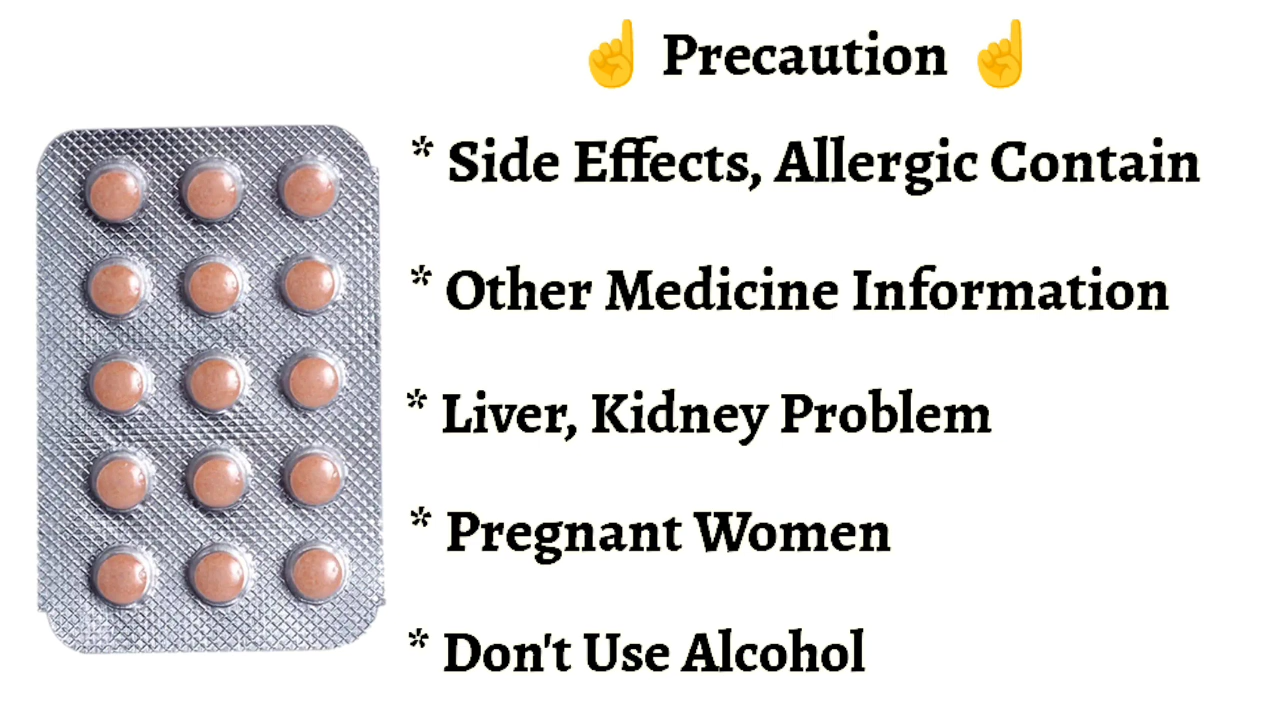 ☝ Precaution ☝
* Side Effects, Allergic Contain
* Other Medicine Information
* Liver, Kidney Problem
* Pregnant Women
* Don't Use Alcohol